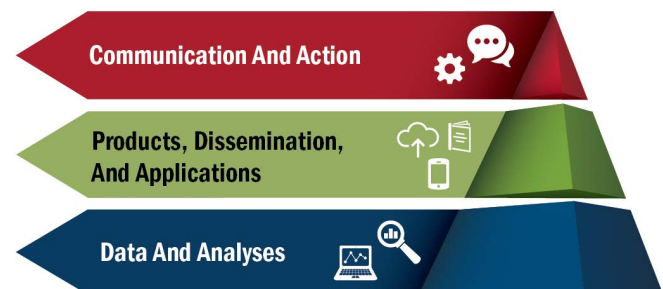 Communication And Action
Products, Dissemination,
And Applications
Data And Analyses